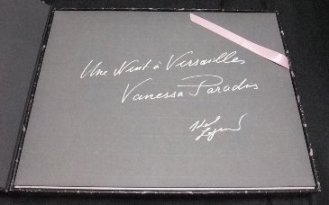 Une Nuit à Versailles
Vanessa Paradis